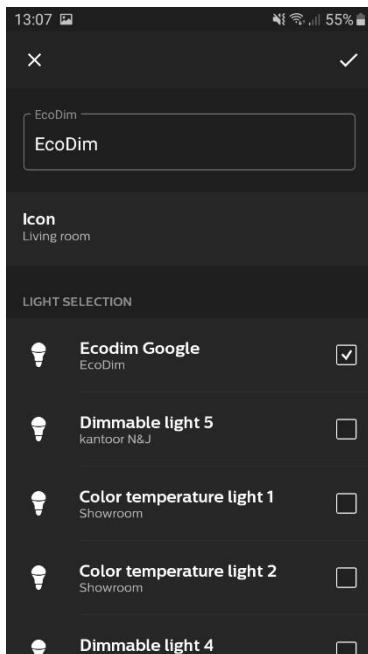 13:07 55%
EcoDim
EcoDim
Icon
Living room
LIGHT SELECTION
Ecodim Google
EcoDim
Dimmable light 5
kantoor N&J
Color temperature light 1
Showroom
Color temperature light 2
Showroom
Dimmable light 4